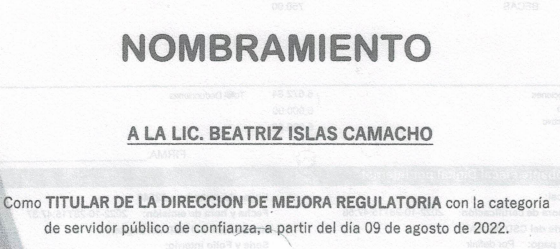 NOMBRAMIENTO
A LA LIC. BEATRIZ ISLAS CAMACHO
Como TITULAR DE LA DIRECCION DE MEJORA REGULATORIA con la categoría
de servidor público de confianza, a partir del día 09 de agosto de 2022.